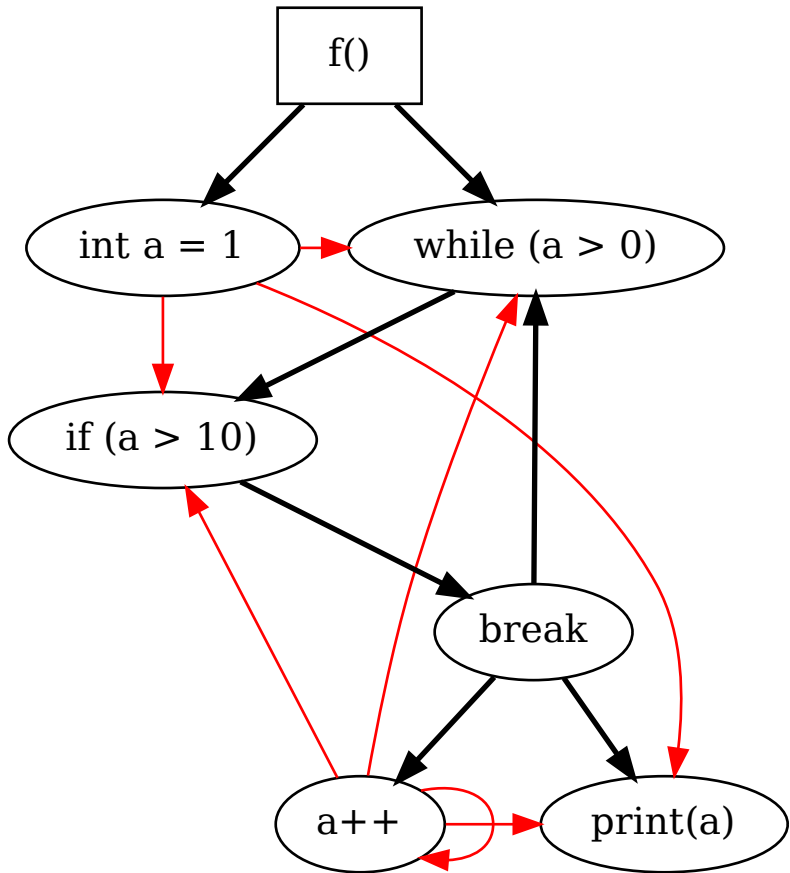 f()
int a = 1
while (a > 0)
if (a > 10)
break
a++
print(a)